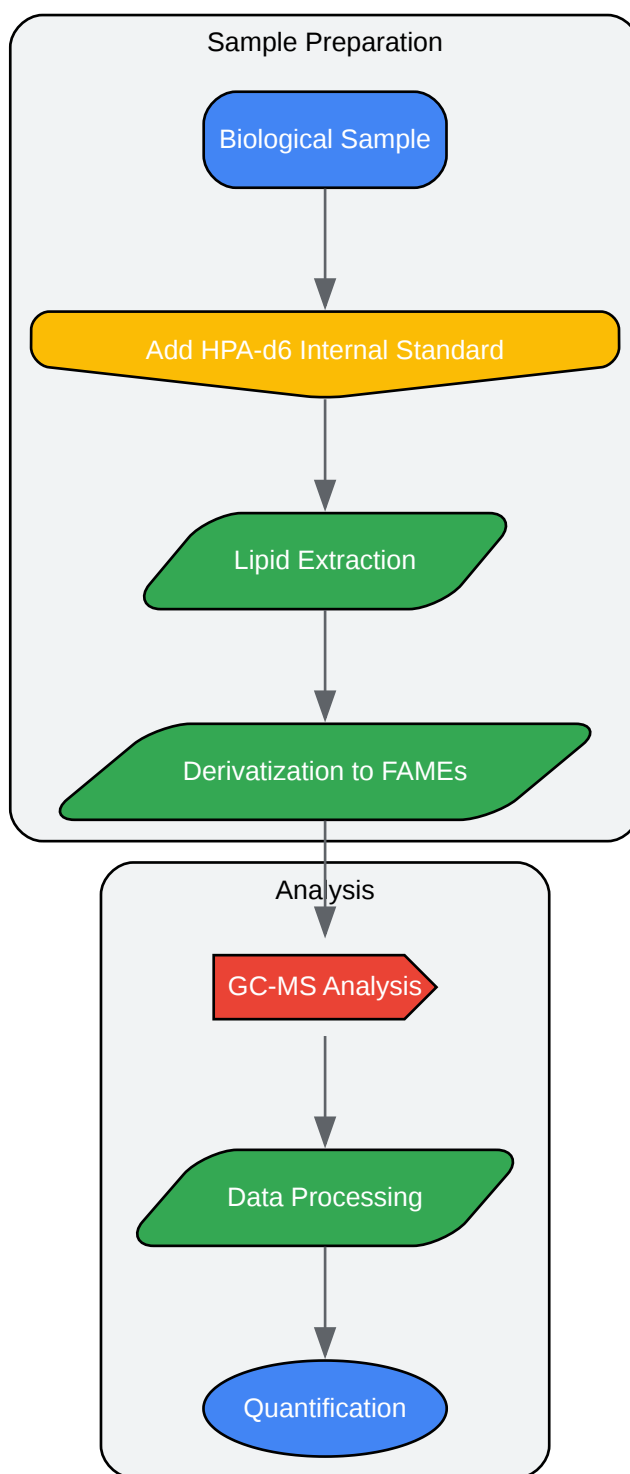 Sample Preparation
Biological Sample
Add HPA-d6 Internal Standard
Lipid Extraction
Derivatization to FAMEs
Analysis
GC-MS Analysis
Data Processing
Quantification